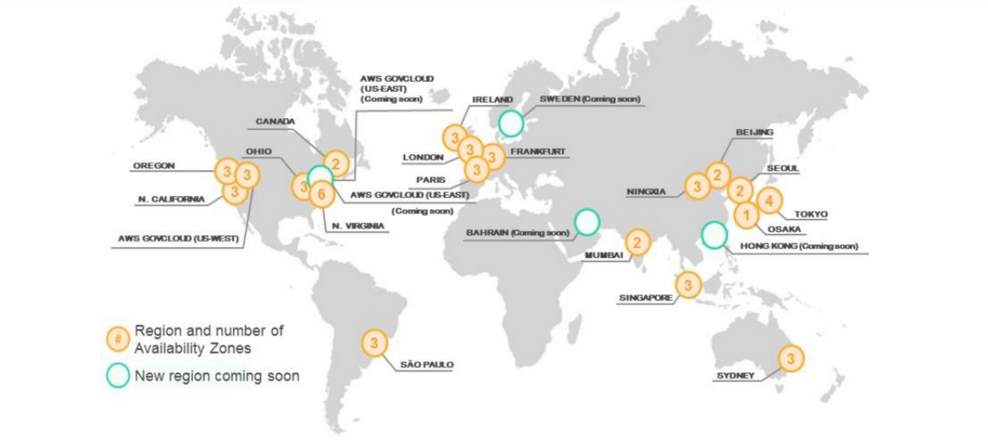 AWS GOVCLOUD
(US-EAST)
(Coming soon)
IRELAND
SWEDEN (Coming soon)
CANADA
2
BEIJING
OHIO
3
LONDON
3
3
FRANKFURT
OREGON
3
3
3
PARIS
3
2
SEOUL
NINGXIA
3
2
4
TOKYO
1
OSAKA
N. CALIFORNIA
3
6
AWS GOVCLOUD (US-EAST)
(Coming soon)
N. VIRGINIA
AWS GOVCLOUD (US-WEST)
BAHRAIN (Coming soon)
2
MUMBAI
HONG KONG (Coming soon)
3
SINGAPORE
# Region and number of
Availability Zones
New region coming soon
3
SÃO PAULO
3
SYDNEY